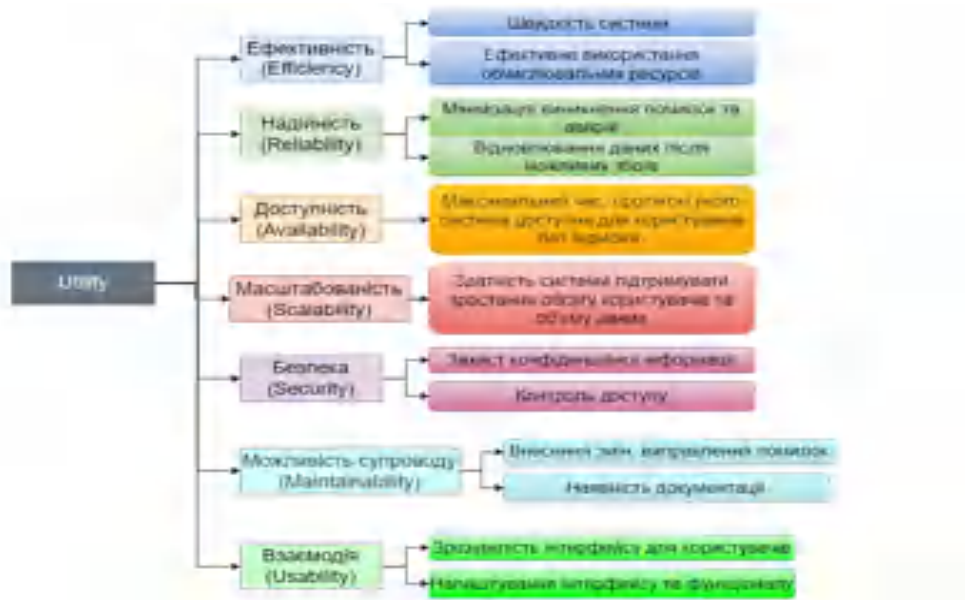 Utility
Ефективність
(Efficiency)
Швидкість системи
Ефективне використання
обчислювальних ресурсів
Надійність
(Reliability)
Мінімізація виникнення помилок та
аварій
Відновлювання даних після
можливих збоїв
Доступність
(Availability)
Максимальний час, протягом якого
система доступна для користувачів
без
Масштабованість
(Scalability)
Здатність системи підтримувати
зростання обсягу користувачів та
об'єму даних
Безпека
(Security)
Захист конфіденційної інформації
Контроль доступу
Можливість супроводу
(Maintainability)
Внесення змін, виправлення помилок
Наявність документації
Взаємодія
(Usability)
Зрозумілість інтерфейсу для користувачів
Налаштування інтерфейсу та функціоналу